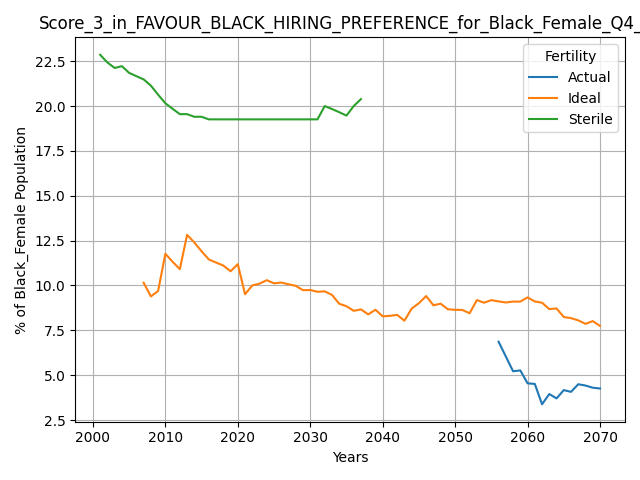 Score_3_in_FAVOUR_BLACK_HIRING_PREFERENCE_for_Black_Female_Q4_
Fertility
Actual
Ideal
Sterile
% of Black_Female Population
22.5
20.0
17.5
15.0
12.5
10.0
7.5
5.0
2.5
2000 2010 2020 2030 2040 2050 2060 2070
Years